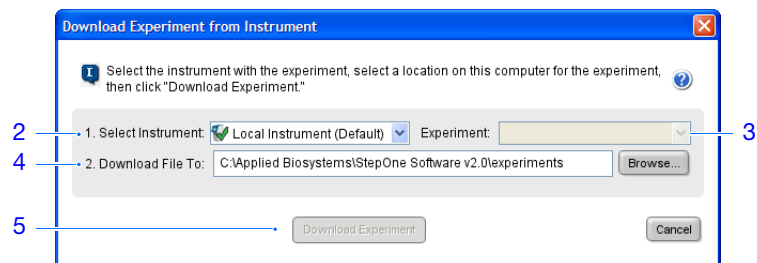 Download Experiment from Instrument
Select the instrument with the experiment, select a location on this computer for the experiment,
then click "Download Experiment."
2 1. Select Instrument: Local Instrument (Default) Experiment: 3
4 2. Download File To: C:\Applied Biosystems\StepOne Software v2.0\experiments Browse...
5 Download Experiment Cancel